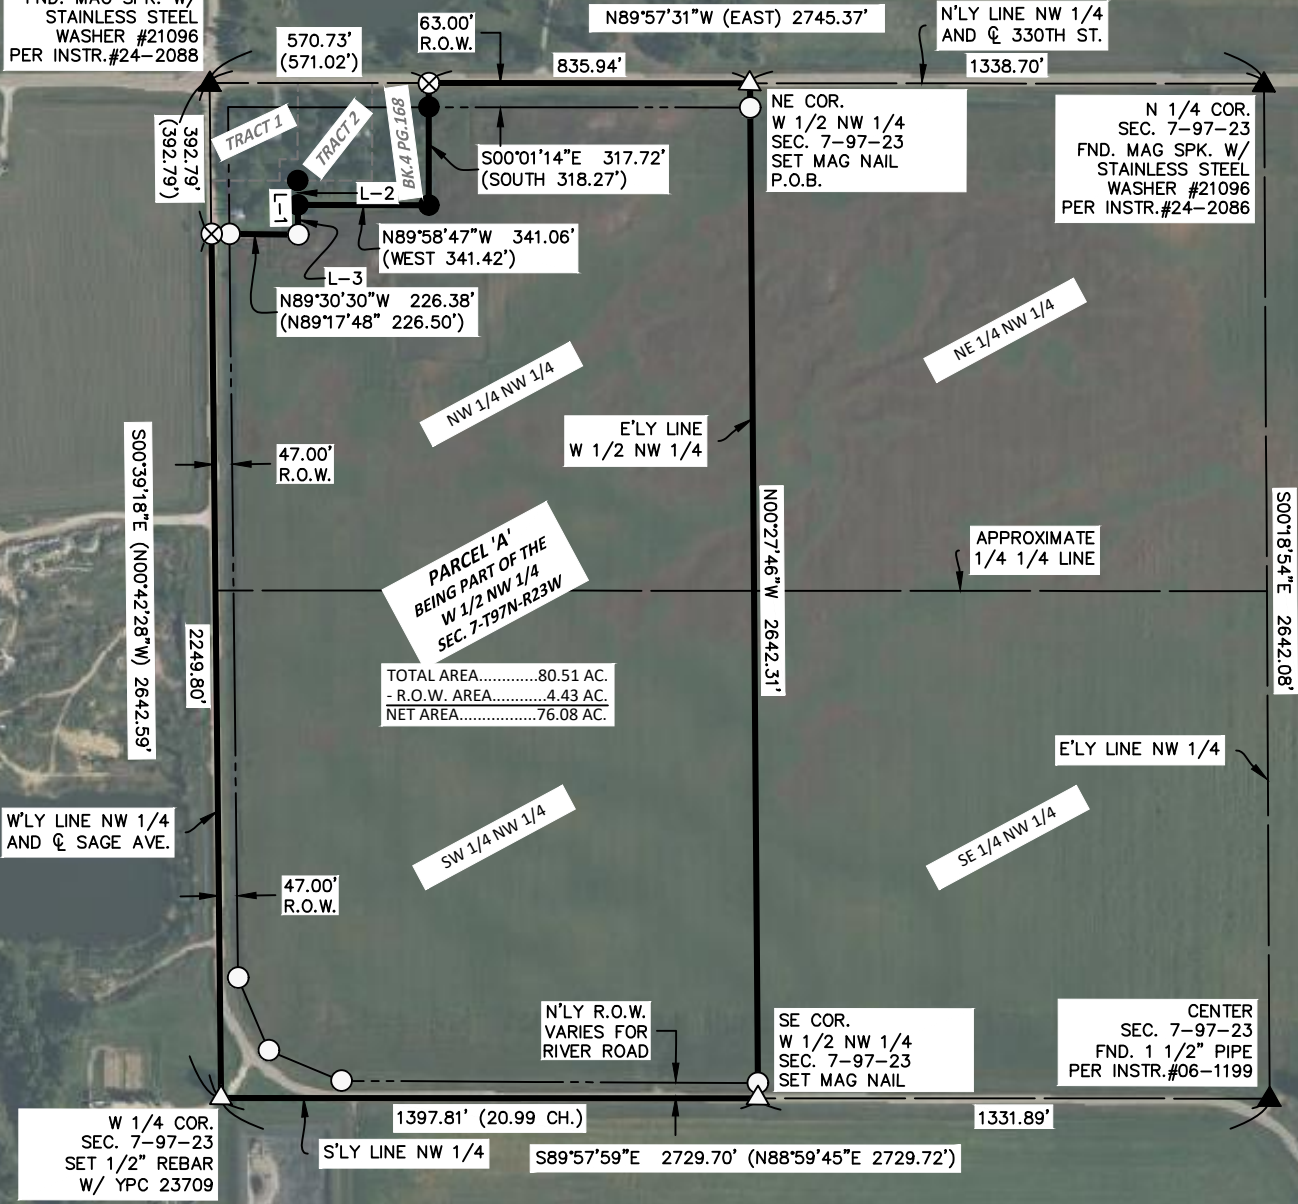 FND. MAG SPK. W/
STAINLESS STEEL
WASHER #21096
PER INSTR.#24-2088
570.73'
(571.02')
63.00'
R.O.W.
N89°57'31"W (EAST) 2745.37'
835.94'
N'LY LINE NW 1/4
AND ℄ 330TH ST.
1338.70'
392.79'
(392.79')
TRACT 1
TRACT 2
BK.4 PG.168
S00°01'14"E 317.72'
(SOUTH 318.27')
NE COR.
W 1/2 NW 1/4
SEC. 7-97-23
SET MAG NAIL
P.O.B.
N 1/4 COR.
SEC. 7-97-23
FND. MAG SPK. W/
STAINLESS STEEL
WASHER #21096
PER INSTR.#24-2086
L-2
L-1
N89°58'47"W 341.06'
(WEST 341.42')
L-3
N89°30'30"W 226.38'
(N89°17'48" 226.50')
NW 1/4 NW 1/4
NE 1/4 NW 1/4
E'LY LINE
W 1/2 NW 1/4
47.00'
R.O.W.
S00°39'18"E (N00°42'28"W) 2642.59'
2249.80'
N00°27'46"W 2642.31'
S00°18'54"E 2642.08'
APPROXIMATE
1/4 1/4 LINE
PARCEL 'A'
BEING PART OF THE
W 1/2 NW 1/4
SEC. 7-T97N-R23W
TOTAL AREA............80.51 AC.
- R.O.W. AREA...........4.43 AC.
NET AREA.................76.08 AC.
E'LY LINE NW 1/4
W'LY LINE NW 1/4
AND ℄ SAGE AVE.
SW 1/4 NW 1/4
SE 1/4 NW 1/4
47.00'
R.O.W.
N'LY R.O.W.
VARIES FOR
RIVER ROAD
SE COR.
W 1/2 NW 1/4
SEC. 7-97-23
SET MAG NAIL
CENTER
SEC. 7-97-23
FND. 1 1/2" PIPE
PER INSTR.#06-1199
W 1/4 COR.
SEC. 7-97-23
SET 1/2" REBAR
W/ YPC 23709
1397.81' (20.99 CH.)
1331.89'
S'LY LINE NW 1/4
S89°57'59"E 2729.70' (N88°59'45"E 2729.72')